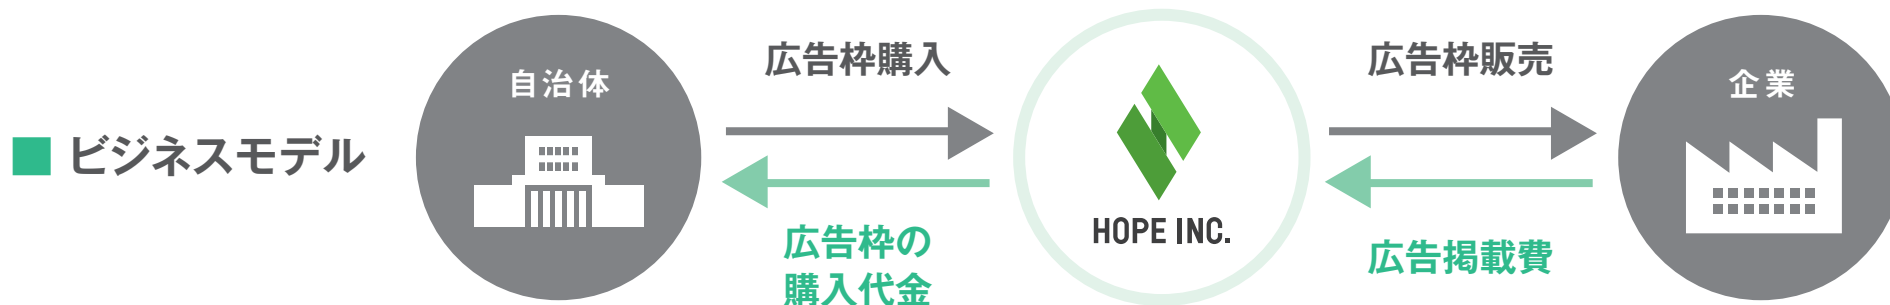 ビジネスモデル
自治体
広告枠購入
広告枠の
購入代金
HOPE INC.
広告枠販売
広告掲載費
企業